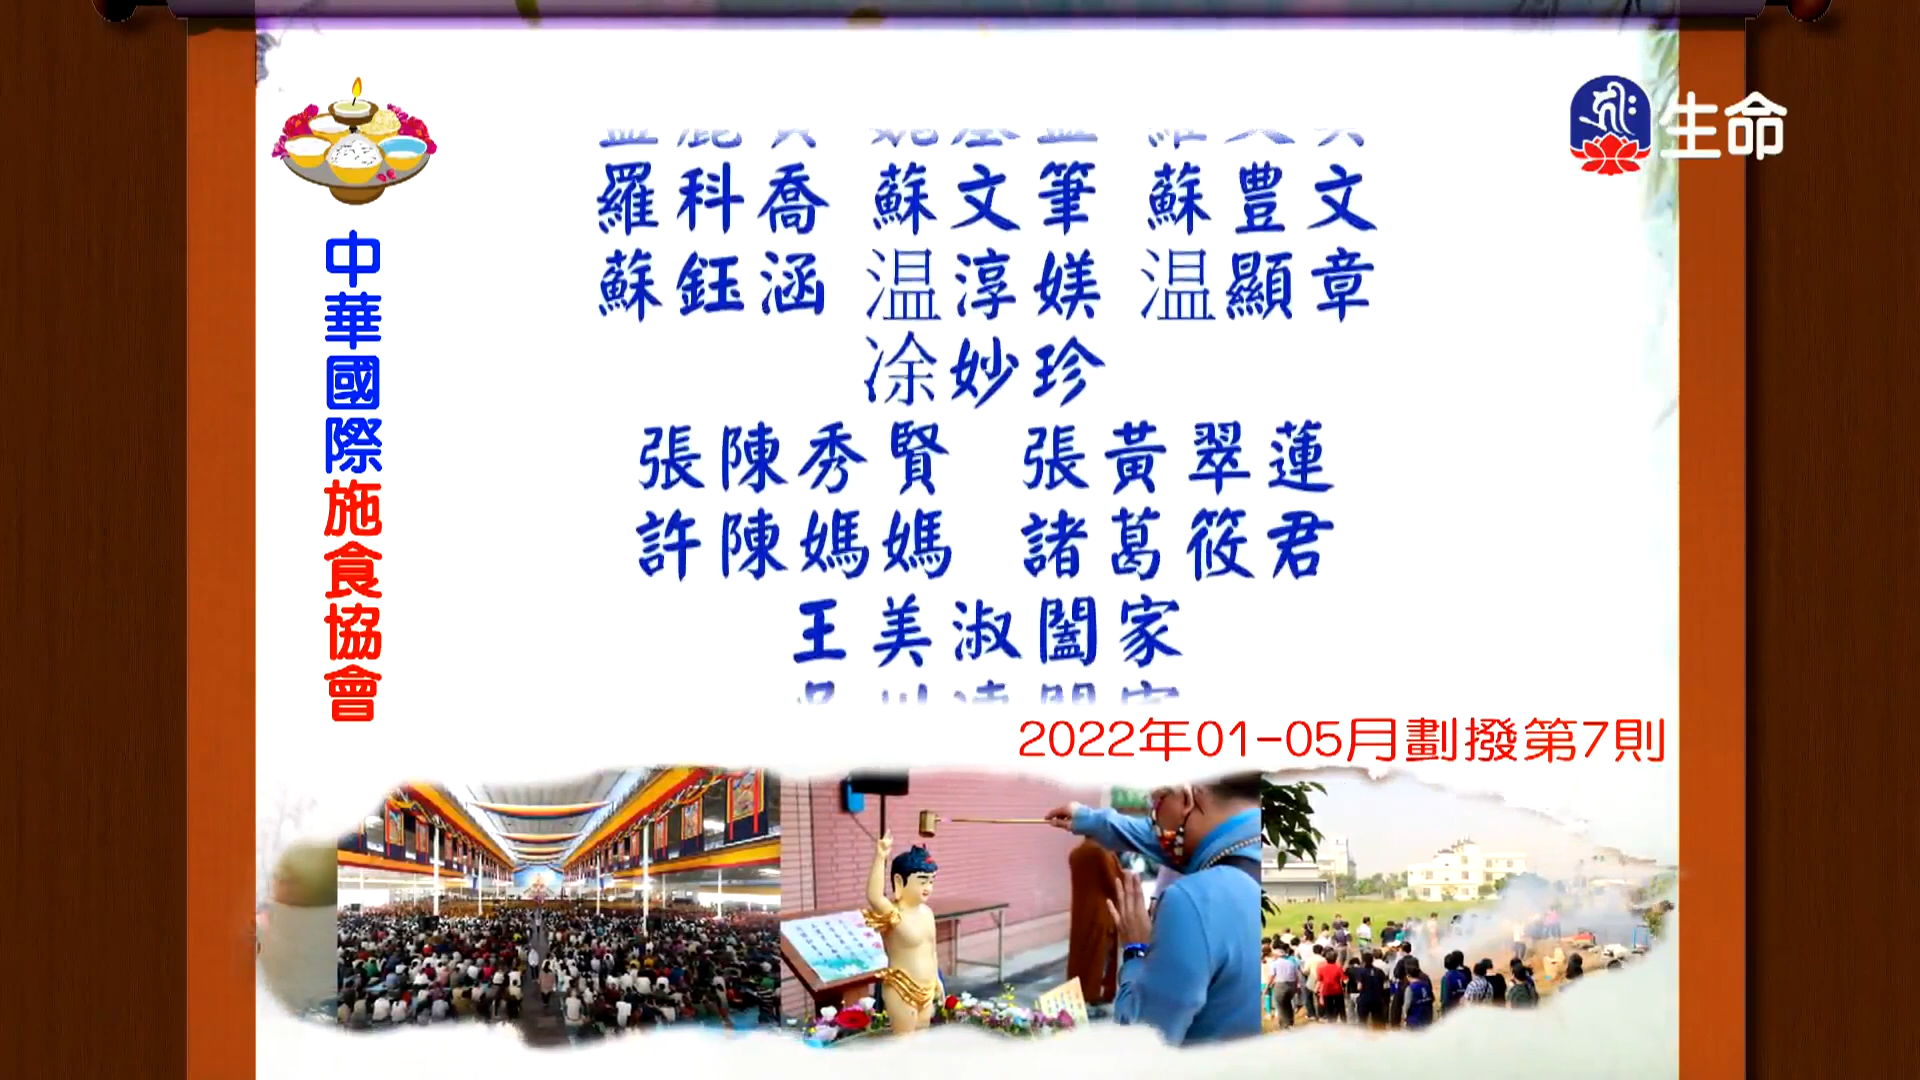 生命
中華國際施食協會
羅科喬 蘇文筆 蘇豊文
蘇鈺涵 温淳媄 温顯章
凃妙珍
張陳秀賢 張黃翠蓮
許陳媽媽 諸葛筱君
王美淑闔家
2022年01-05月劃撥第7則